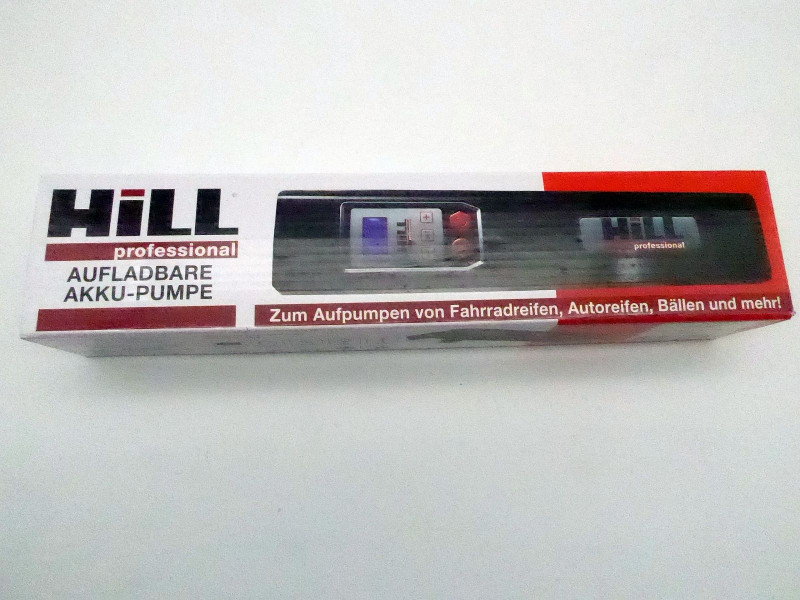 HiLL
professional
AUFLADBARE
AKKU-PUMPE
HiLL
professional
Zum Aufpumpen von Fahrradreifen, Autoreifen, Bällen und mehr!